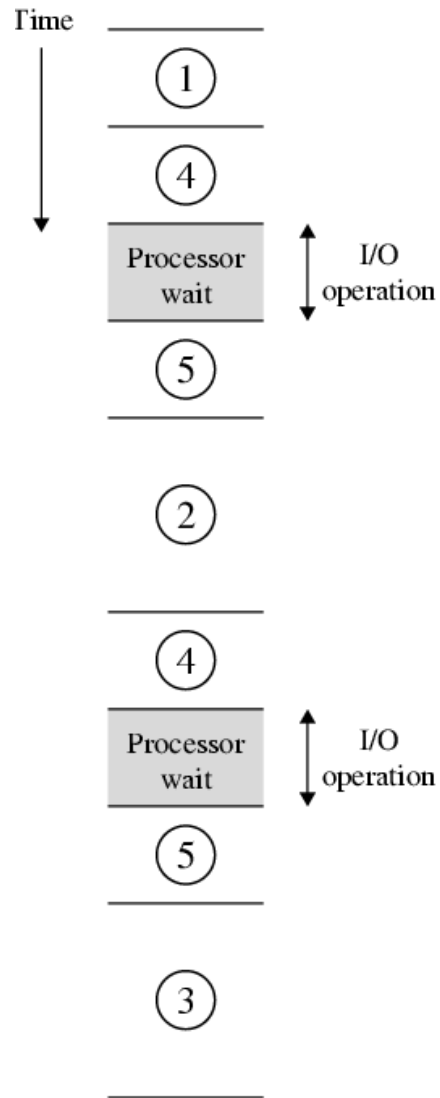 Time
1
4
Processor
wait
I/O
operation
5
2
4
Processor
wait
I/O
operation
5
3